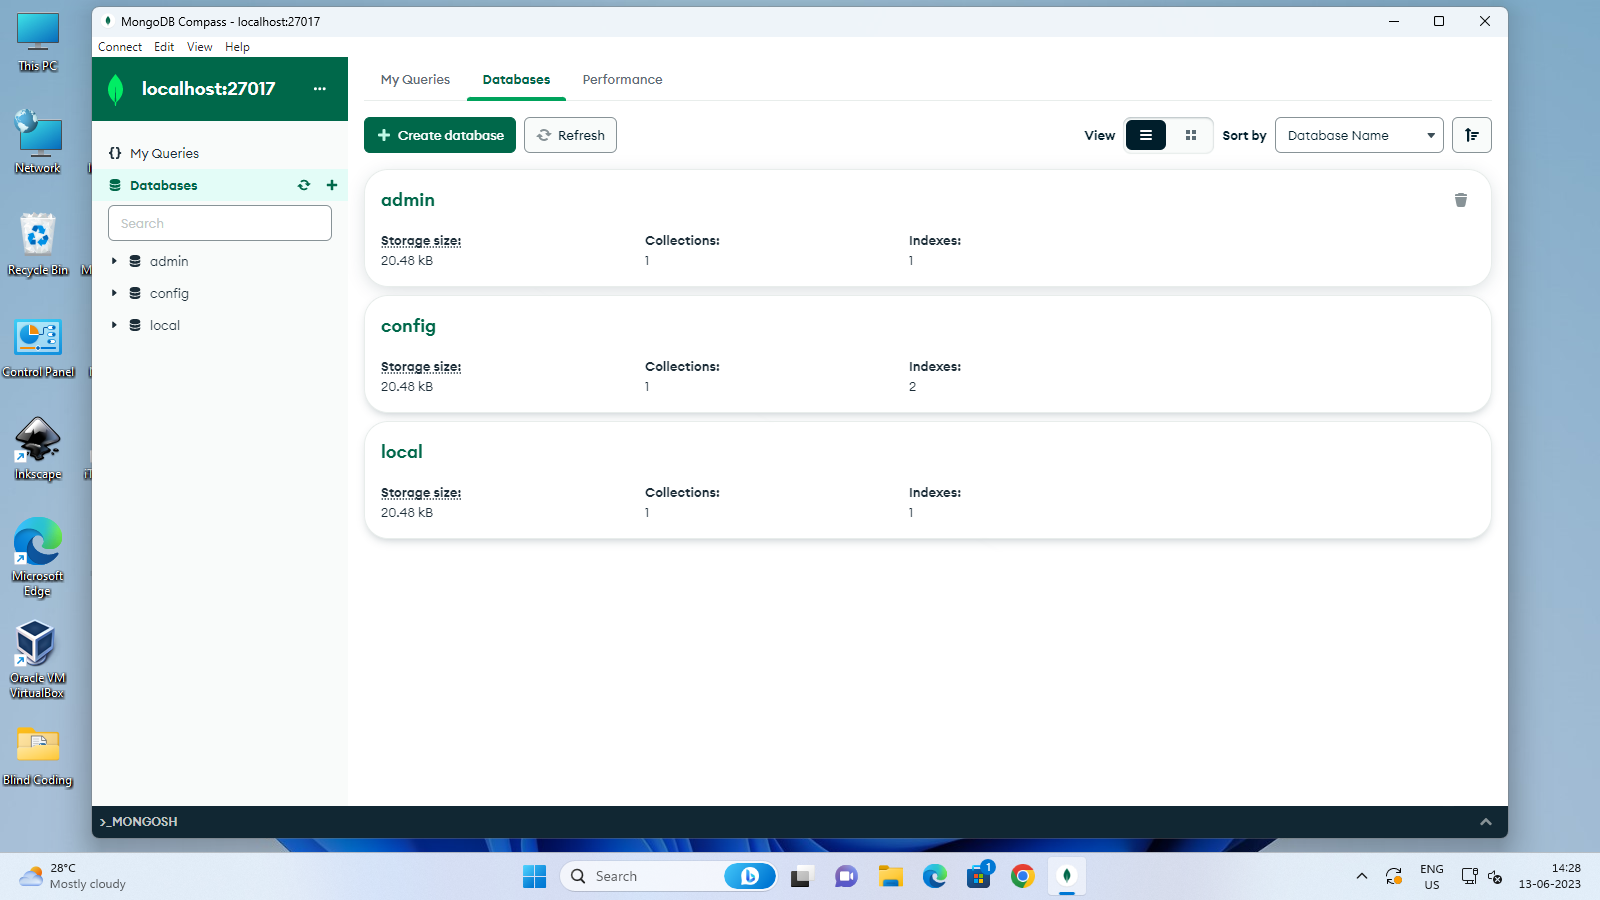 This PC
Network
Recycle Bin
Control Panel
Inkscape
Microsoft
Edge
Oracle VM
VirtualBox
Blind Coding
MongoDB Compass - localhost:27017
Connect Edit View Help
localhost:27017
{} My Queries
Databases
Search
admin
config
local
My Queries Databases Performance
+ Create database
Refresh
View
Sort by
Database Name
admin
Storage size: Collections: Indexes:
20.48 kB 1 1
config
Storage size: Collections: Indexes:
20.48 kB 1 2
local
Storage size: Collections: Indexes:
20.48 kB 1 1
>_MONGOSH
28°C
Mostly cloudy
Search
1
ENG
US
14:28
13-06-2023